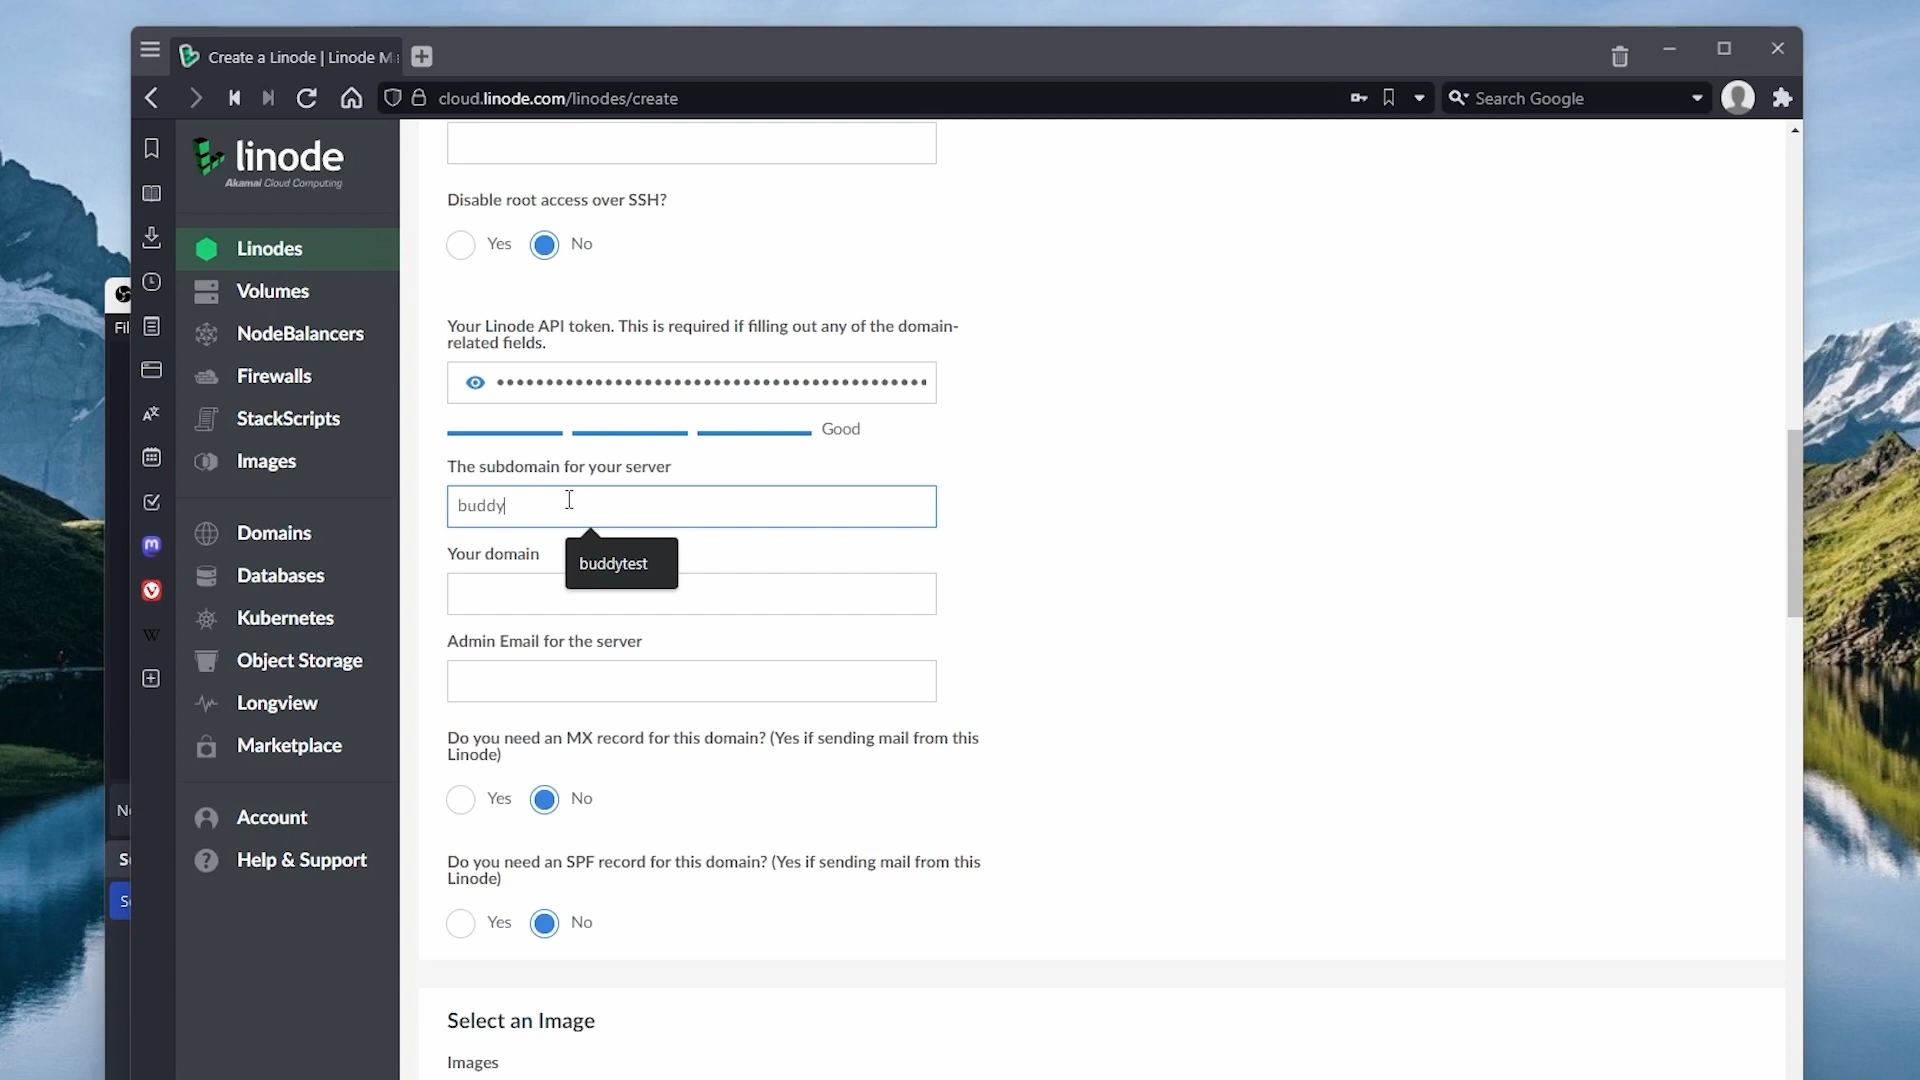 Create a Linode | Linode M
cloud.linode.com/linodes/create
Search Google
linode
Akamai Cloud Computing
Fil
Linodes
Volumes
NodeBalancers
Firewalls
StackScripts
Images
Domains
Databases
Kubernetes
Object Storage
Longview
Marketplace
Account
Help & Support
Disable root access over SSH?
Yes No
Your Linode API token. This is required if filling out any of the domain-
related fields.
Good
The subdomain for your server
buddy
buddytest
Your domain
Admin Email for the server
Do you need an MX record for this domain? (Yes if sending mail from this
Linode)
Yes No
Do you need an SPF record for this domain? (Yes if sending mail from this
Linode)
Yes No
Select an Image
Images